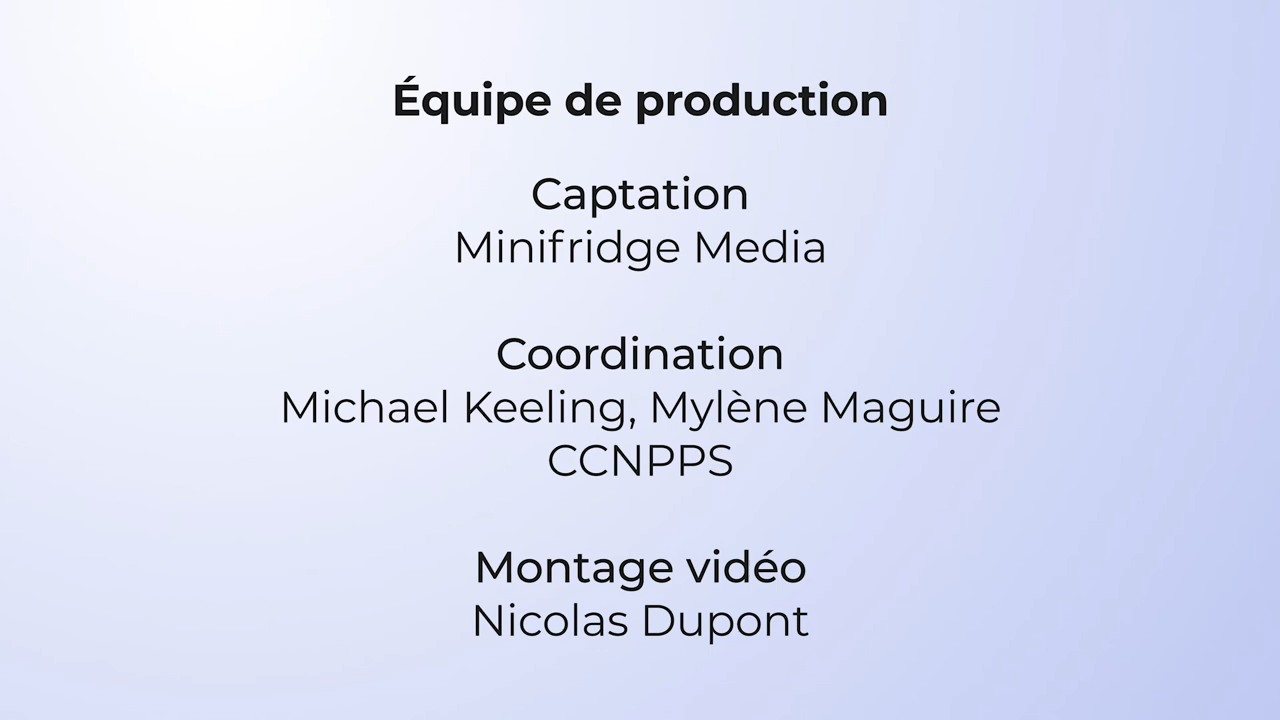 Équipe de production
Captation
Minifridge Media
Coordination
Michael Keeling, Mylène Maguire
CCNPPS
Montage vidéo
Nicolas Dupont